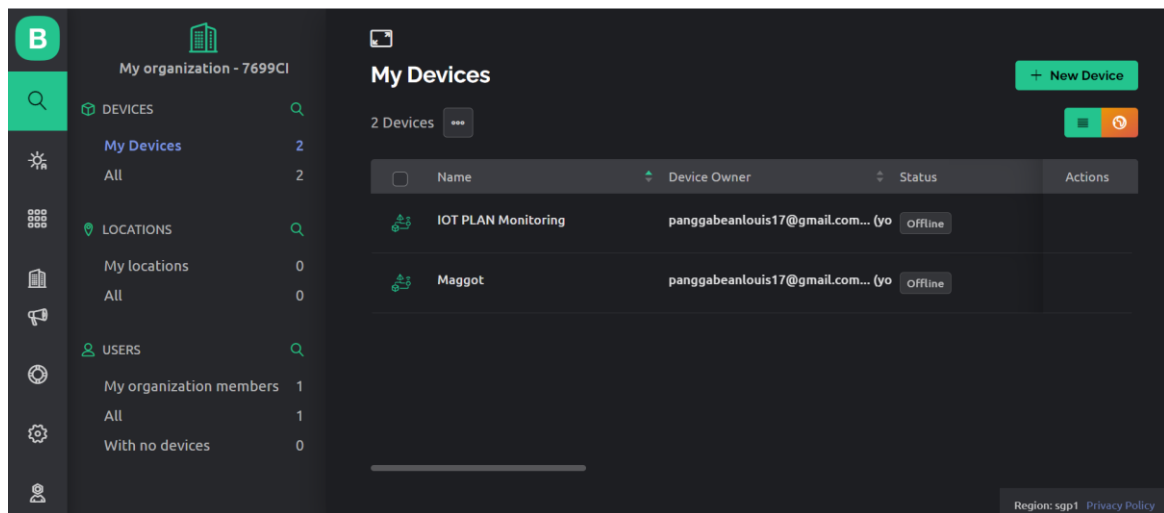 B
My organization - 7699CI
DEVICES
My Devices 2
All 2
LOCATIONS
My locations 0
All 0
USERS
My organization members 1
All 1
With no devices 0
My Devices
+ New Device
2 Devices
Name Device Owner Status Actions
IOT PLAN Monitoring panggabeanlouis17@gmail.com... (yo Offline
Maggot panggabeanlouis17@gmail.com... (yo Offline
Region: sgp1 Privacy Policy